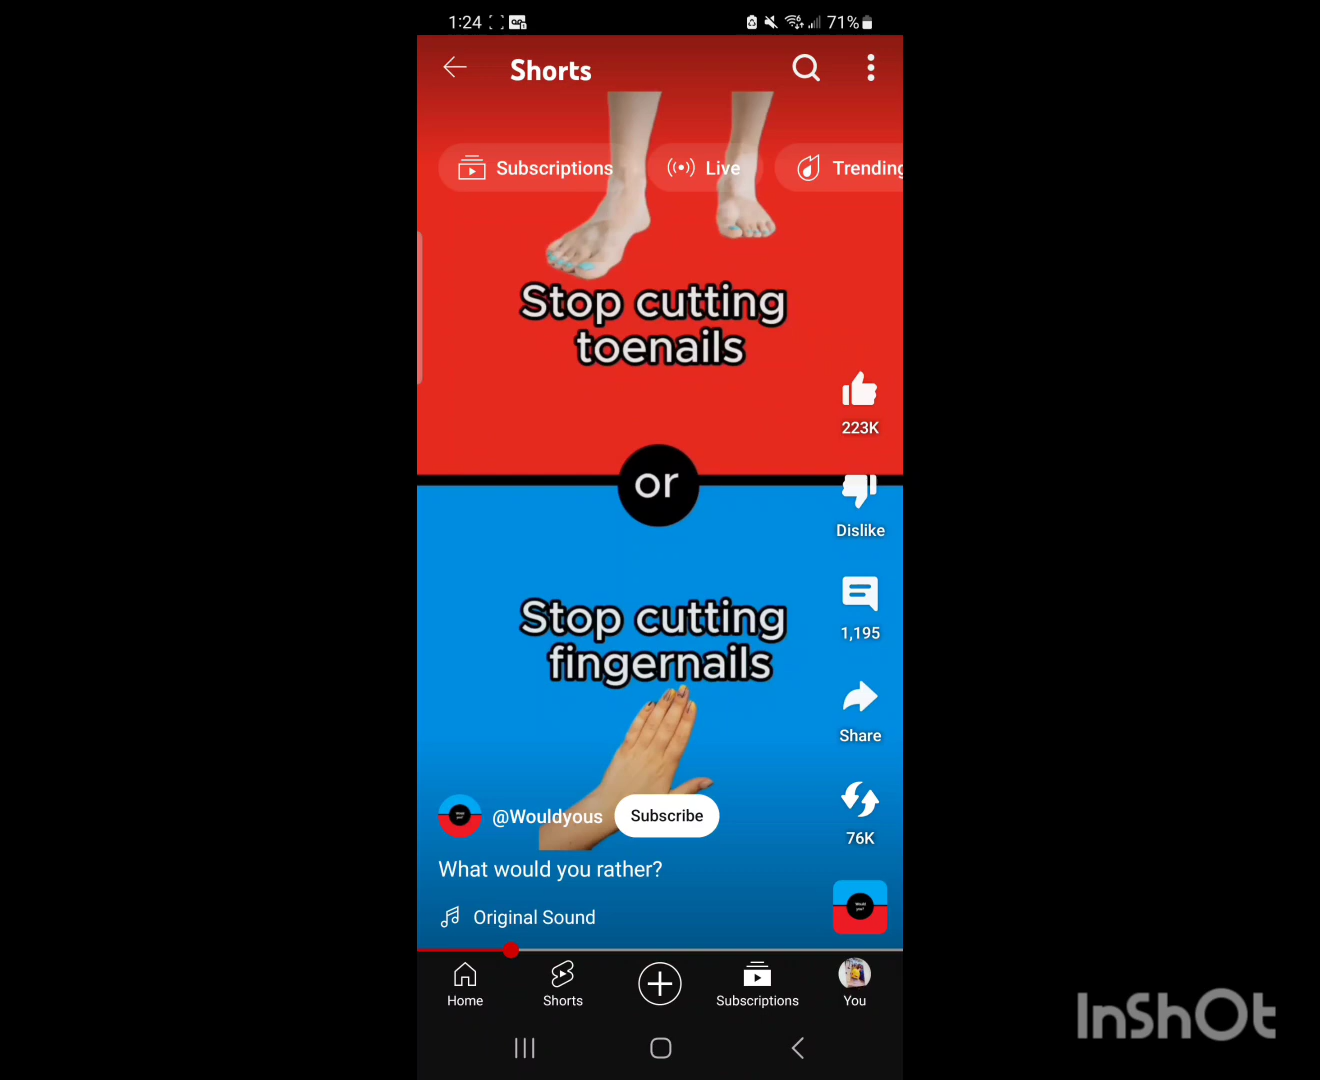 1:24
71%
Shorts
Subscriptions
Live
Trending
Stop cutting
toenails
223K
or
Dislike
Stop cutting
fingernails
1,195
Share
@Wouldyous
Subscribe
76K
What would you rather?
Original Sound
Home
Shorts
Subscriptions
You
InShOt